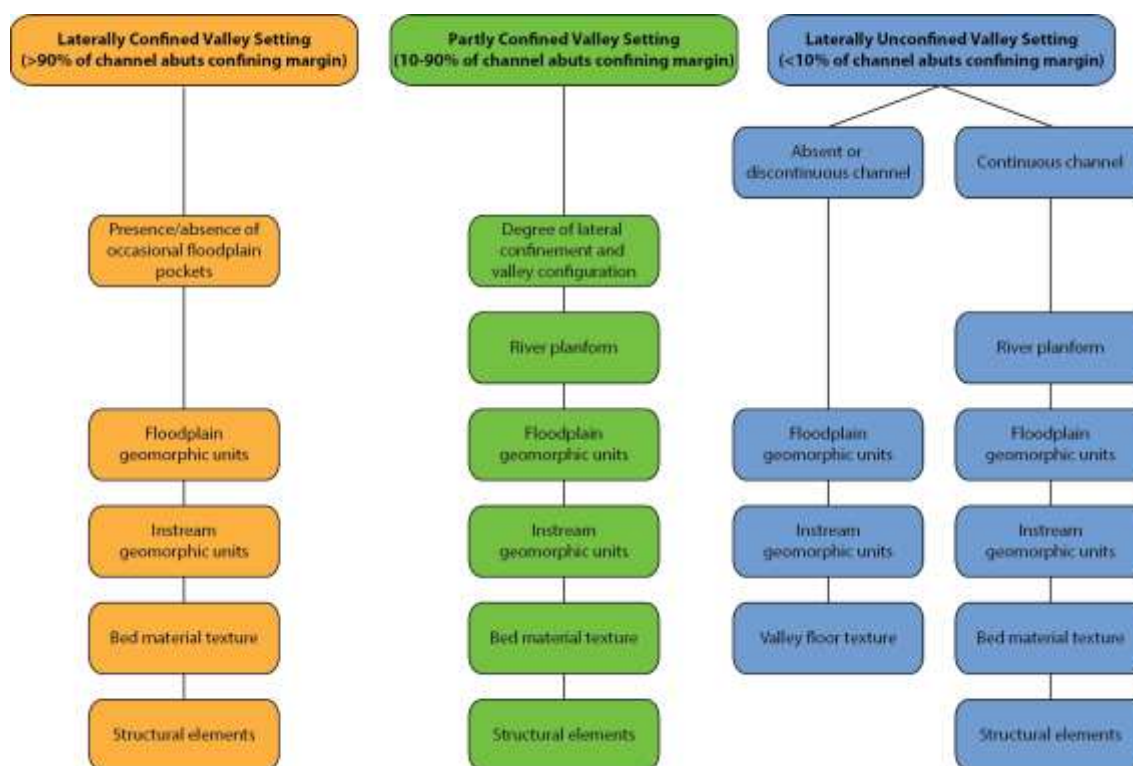 Laterally Confined Valley Setting
(>90% of channel abuts confining margin)
Presence/absence of
occasional floodplain
pockets
Floodplain
geomorphic units
Instream
geomorphic units
Bed material texture
Structural elements
Partly Confined Valley Setting
(10-90% of channel abuts confining margin)
Degree of lateral
confinement and
valley configuration
River planform
Floodplain
geomorphic units
Instream
geomorphic units
Bed material texture
Structural elements
Laterally Unconfined Valley Setting
(<10% of channel abuts confining margin)
Absent or
discontinuous channel
Floodplain
geomorphic units
Instream
geomorphic units
Valley floor texture
Continuous channel
River planform
Floodplain
geomorphic units
Instream
geomorphic units
Bed material texture
Structural elements